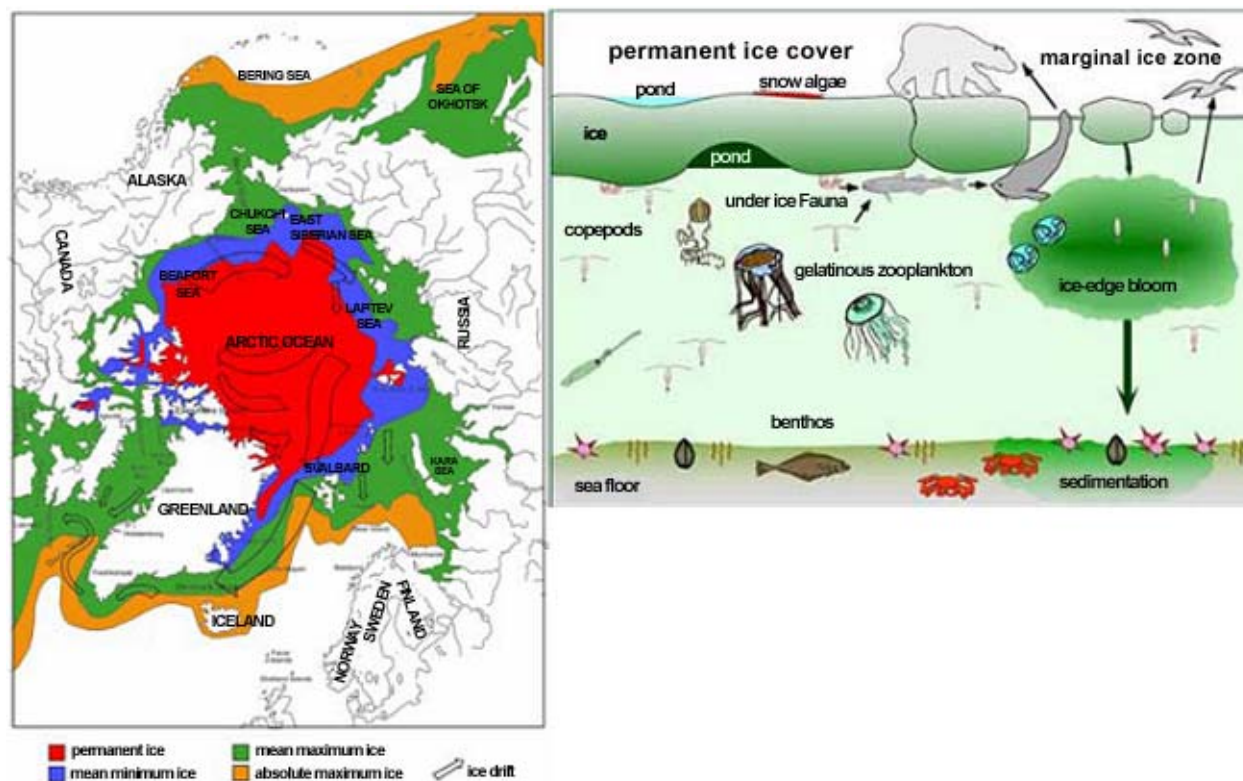 BERING SEA
SEA OF
OKHOTSK
ALASKA
CANADA
CHUKCHI
SEA
EAST
SIBERIAN SEA
BEAFORT
SEA
LAPTEV
SEA
RUSSIA
ARCTIC OCEAN
SVALBARD
KARA
SEA
GREENLAND
ICELAND
NORWAY
SWEDEN
FINLAND
permanent ice
mean minimum ice
mean maximum ice
absolute maximum ice
ice drift
permanent ice cover
marginal ice zone
pond
snow algae
ice
pond
under ice Fauna
copepods
gelatinous zooplankton
ice-edge bloom
benthos
sea floor
sedimentation